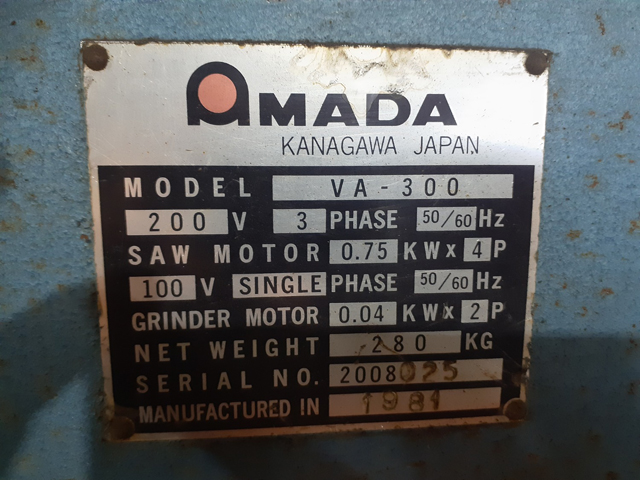 AMADA
KANAGAWA JAPAN
MODEL VA-300
200 V 3 PHASE 50/60 Hz
SAW MOTOR 0.75 KW x 4 P
100 V SINGLE PHASE 50/60 Hz
GRINDER MOTOR 0.04 KW x 2 P
NET WEIGHT 280 KG
SERIAL NO. 2008025
MANUFACTURED IN 1981